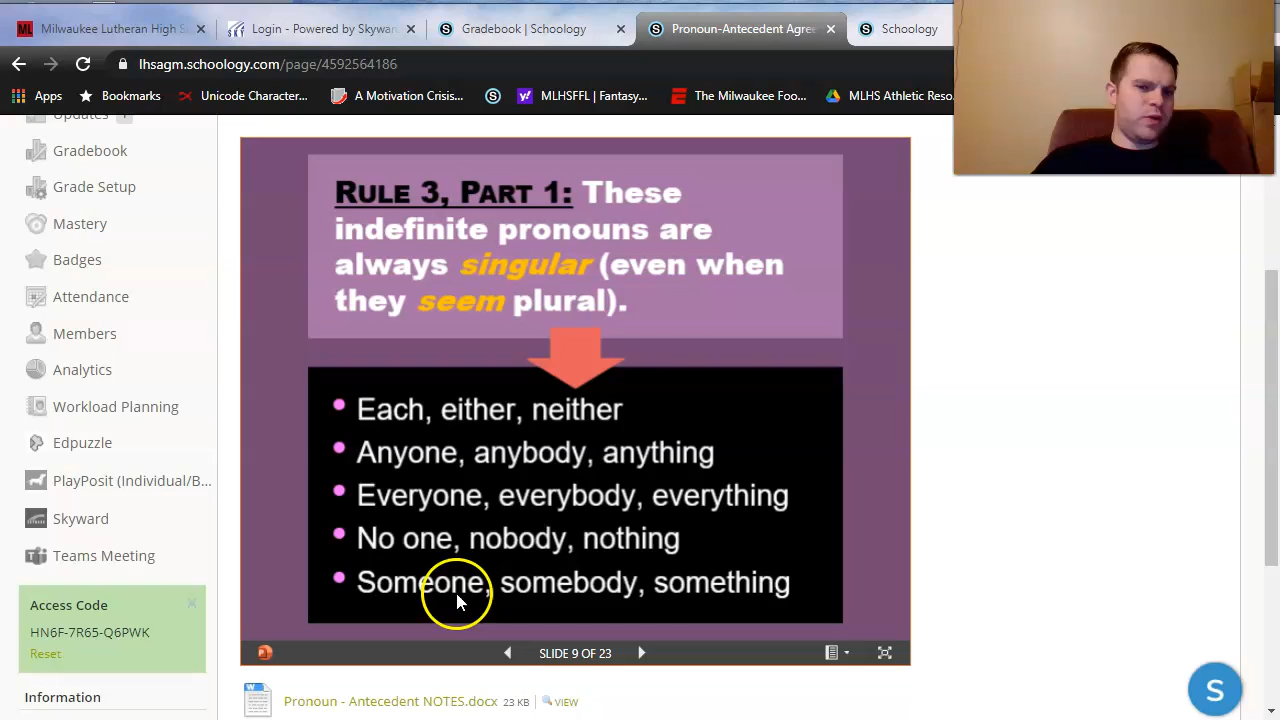 Milwaukee Lutheran High S
Login - Powered by Skywar
Gradebook | Schoology
Pronoun-Antecedent Agre
Schoology
lhsagm.schoology.com/page/4592564186
Apps
Bookmarks
Unicode Character...
A Motivation Crisis...
MLHSFFL | Fantasy...
The Milwaukee Foo...
MLHS Athletic Reso
Updates
Gradebook
Grade Setup
Mastery
Badges
Attendance
Members
Analytics
Workload Planning
Edpuzzle
PlayPosit (Individual/B...
Skyward
Teams Meeting
Access Code
HN6F-7R65-Q6PWK
Reset
Information
RULE 3, PART 1: These
indefinite pronouns are
always singular (even when
they seem plural).
Each, either, neither
Anyone, anybody, anything
Everyone, everybody, everything
No one, nobody, nothing
Someone, somebody, something
SLIDE 9 OF 23
Pronoun - Antecedent NOTES.docx 23 KB VIEW
S